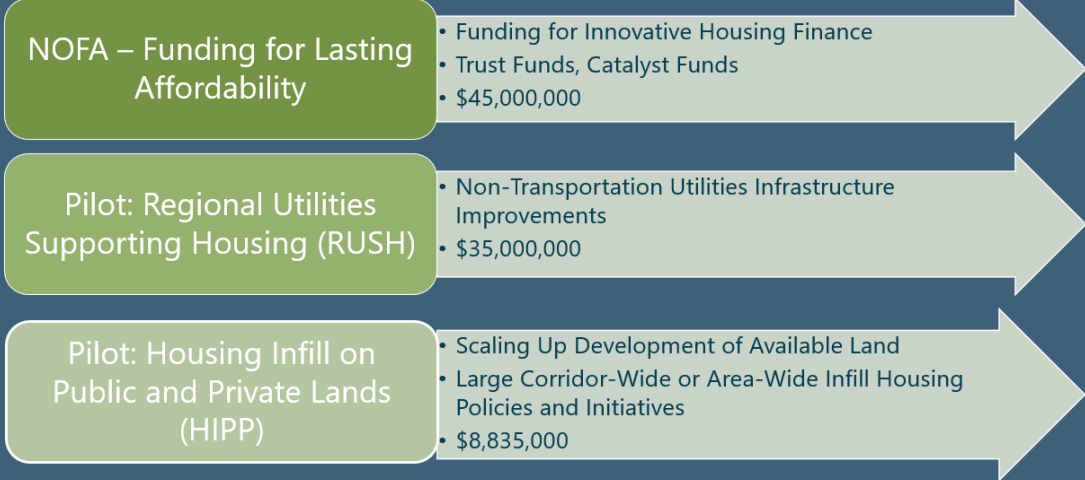 NOFA – Funding for Lasting
Affordability
• Funding for Innovative Housing Finance
• Trust Funds, Catalyst Funds
• $45,000,000
Pilot: Regional Utilities
Supporting Housing (RUSH)
• Non-Transportation Utilities Infrastructure
Improvements
• $35,000,000
Pilot: Housing Infill on
Public and Private Lands
(HIPP)
• Scaling Up Development of Available Land
• Large Corridor-Wide or Area-Wide Infill Housing
Policies and Initiatives
• $8,835,000